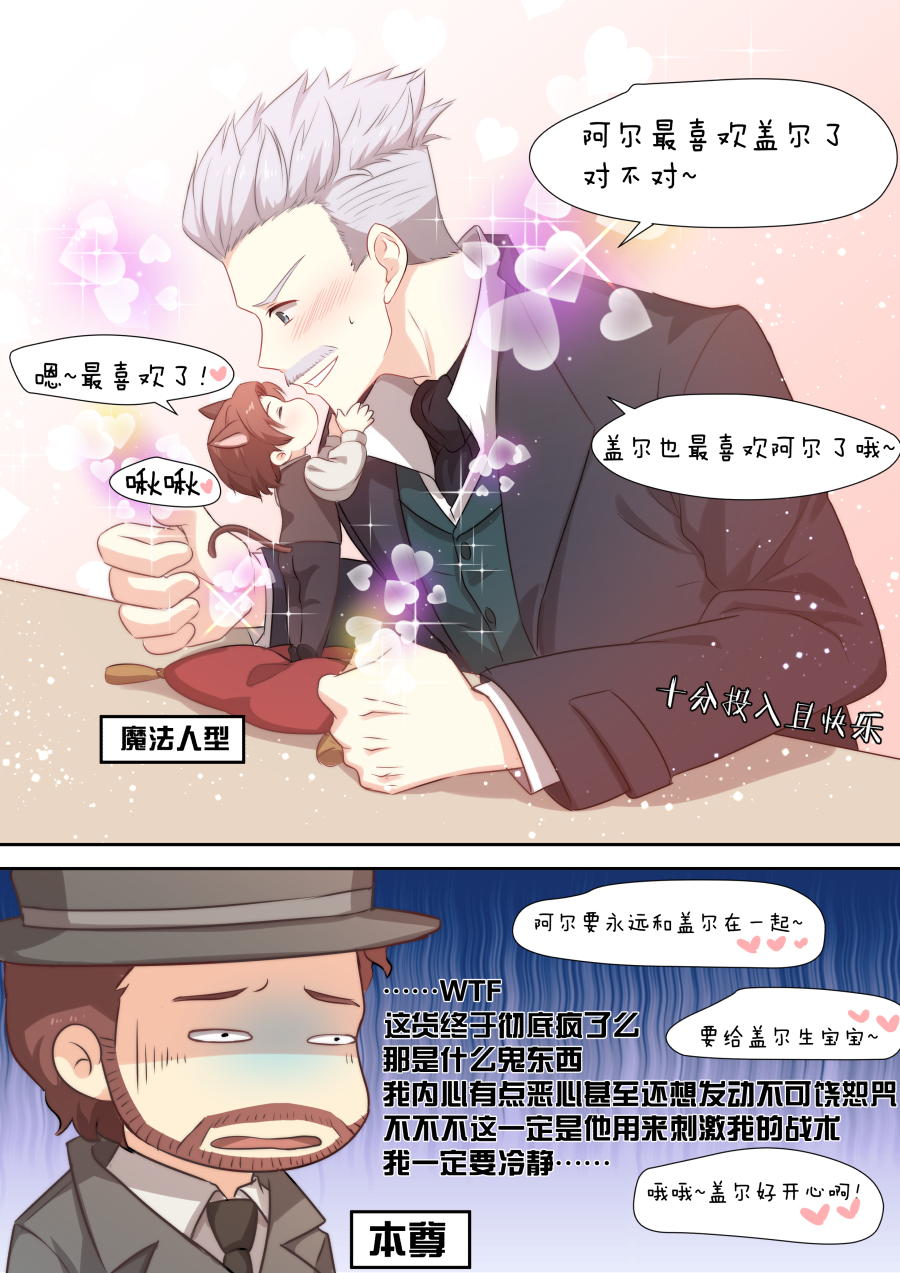 阿尔最喜欢盖尔了
对不对~
嗯~最喜欢了!
盖尔也最喜欢阿尔了哦~
啾啾
十分投入且快乐
魔法人型
阿尔要永远和盖尔在一起~
……WTF
这货终于彻底疯了么
那是什么鬼东西
我内心有点恶心甚至还想发动不可饶恕咒
不不不这一定是他用来刺激我的战术
我一定要冷静……
要给盖尔生宝宝~
哦哦~盖尔好开心啊!
本尊